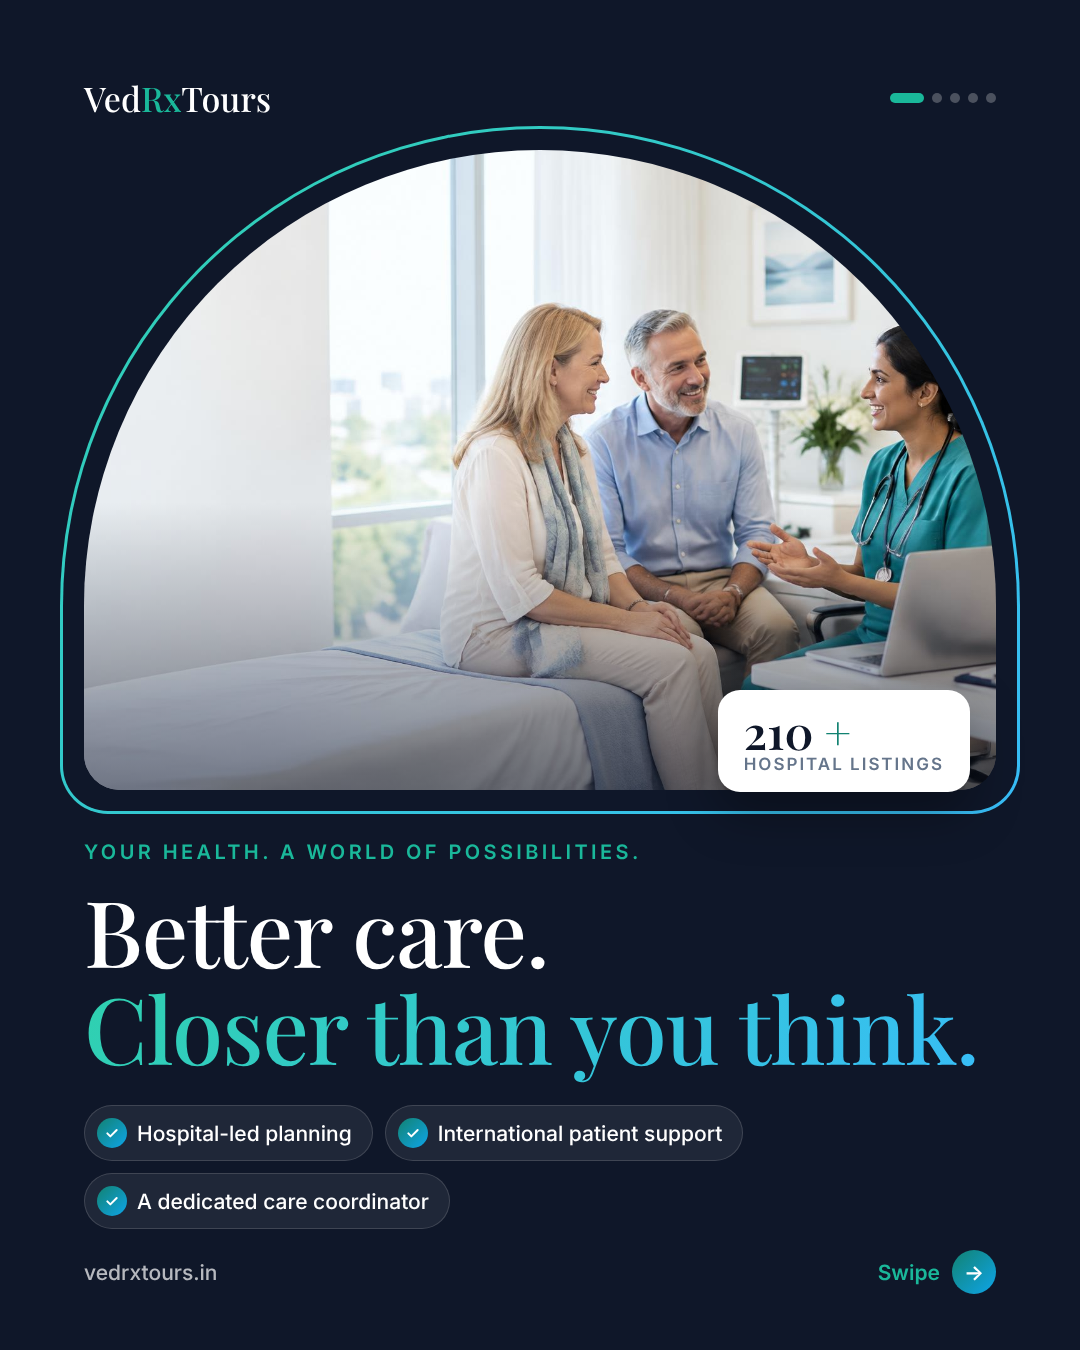 VedRxTours
210 +
HOSPITAL LISTINGS
YOUR HEALTH. A WORLD OF POSSIBILITIES.
Better care.
Closer than you think.
Hospital-led planning
International patient support
A dedicated care coordinator
vedrxtours.in
Swipe